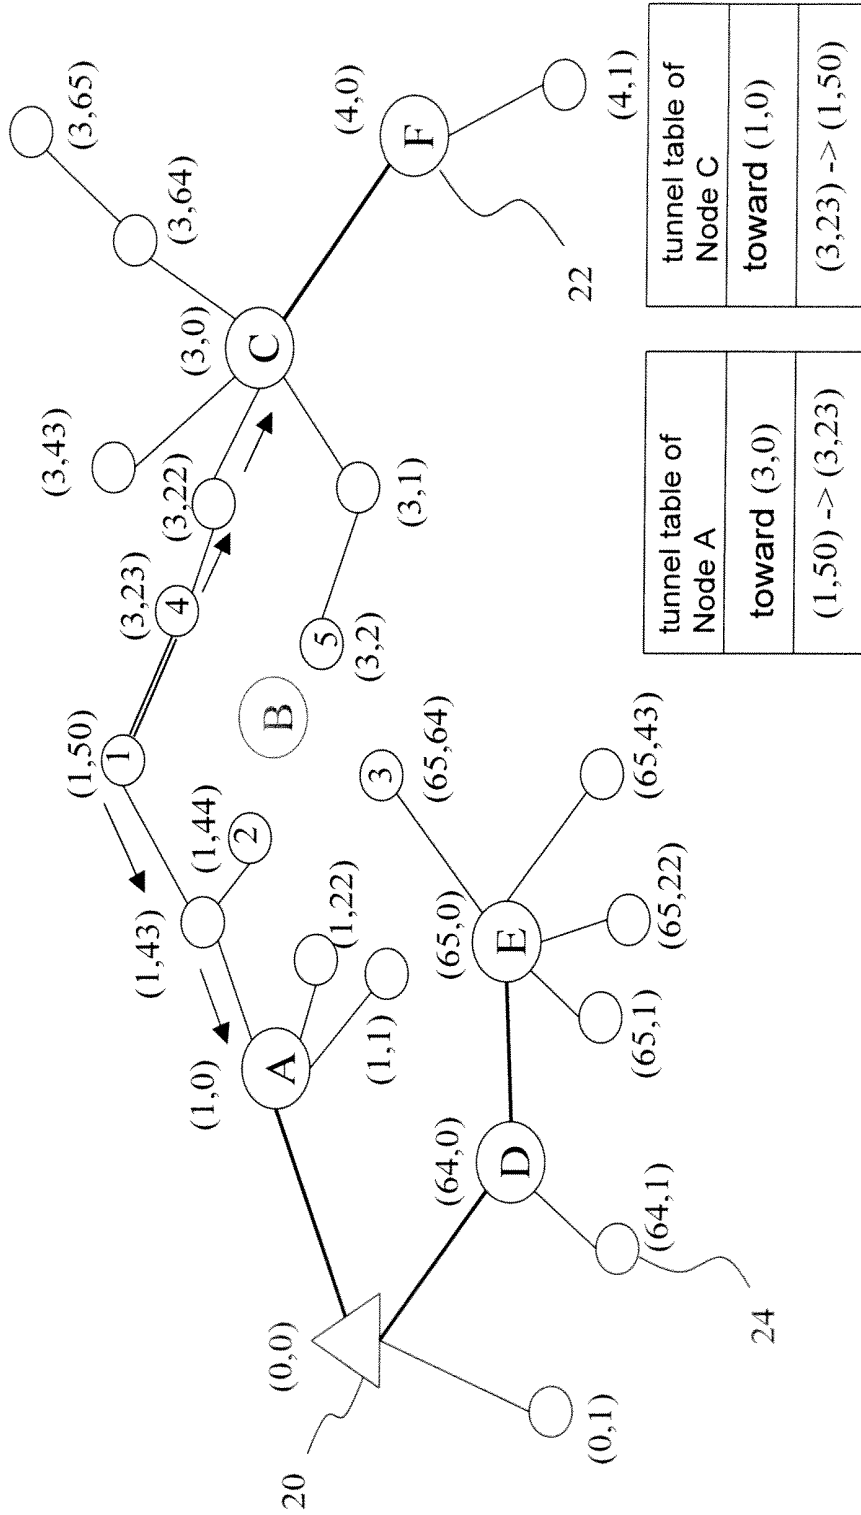 (0,0)
20
(0,1)
(1,0)
A
(1,43)
(1,50)
1
(1,44)
2
(1,22)
(1,1)
B
(3,23)
4
(3,22)
(3,43)
(3,0)
C
(3,64)
(3,65)
(3,1)
5
(3,2)
(4,0)
F
(4,1)
22
(64,0)
D
(64,1)
24
(65,0)
E
(65,1)
(65,22)
(65,43)
3
(65,64)
tunnel table of
Node A
toward (3,0)
(1,50) -> (3,23)
tunnel table of
Node C
toward (1,0)
(3,23) -> (1,50)